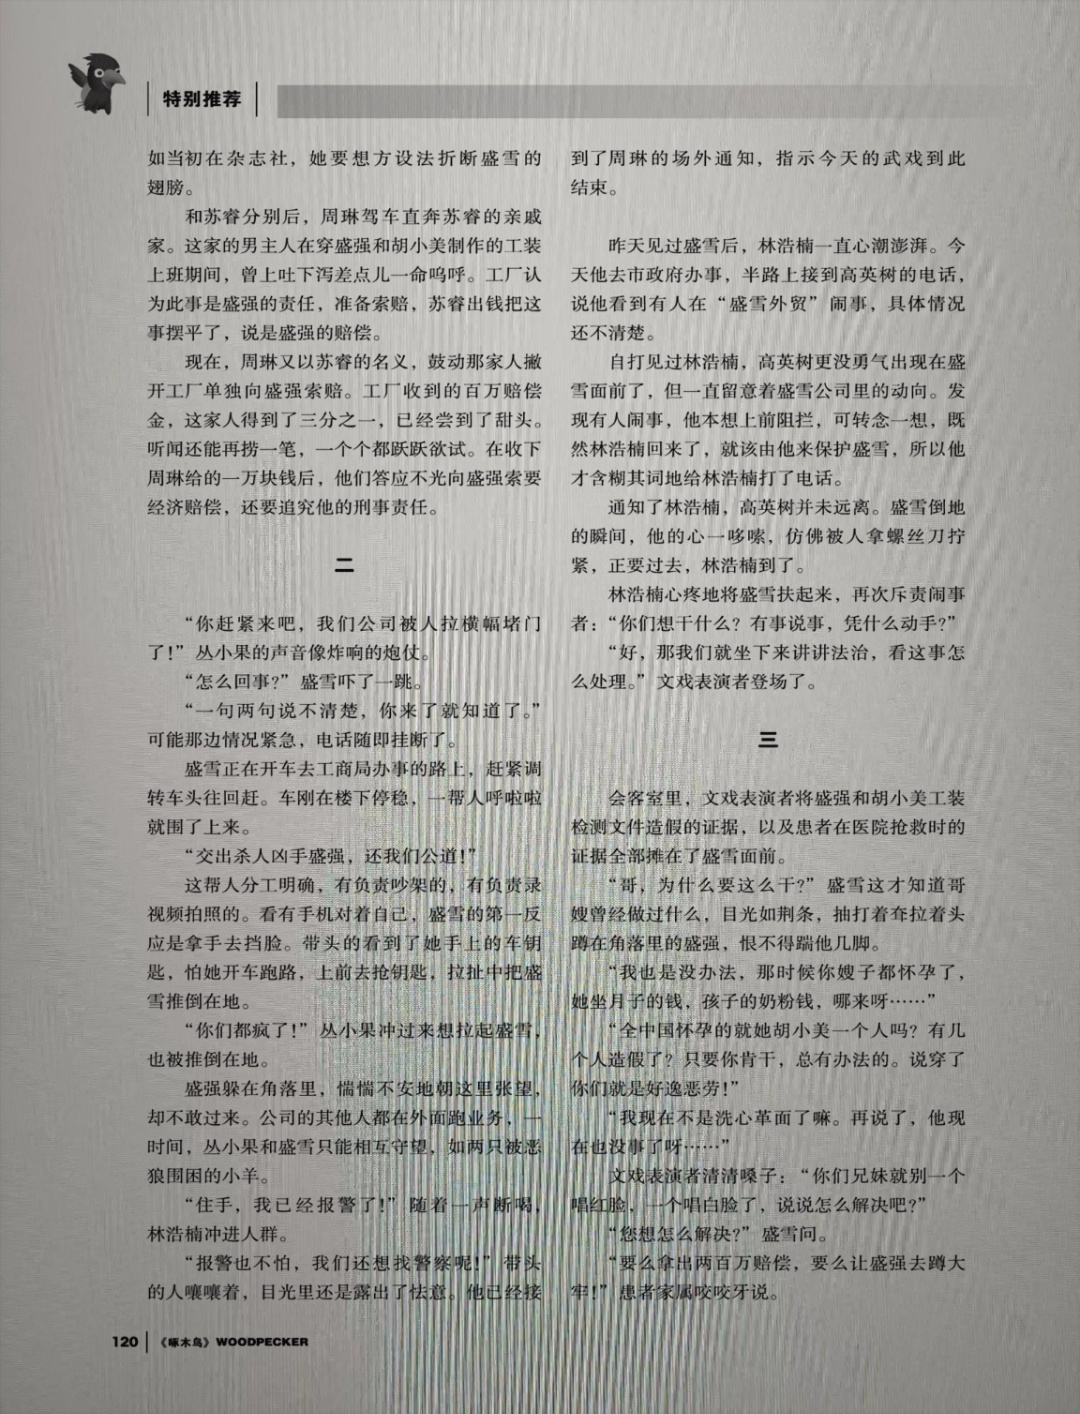 特别推荐
如当初在杂志社，她要想方设法折断盛雪的
翅膀。
和苏睿分别后，周琳驾车直奔苏睿的亲戚
家。这家的男主人在穿盛强和胡小美制作的工装
上班期间，曾上吐下泻差点儿一命呜呼。工厂认
为此事是盛强的责任，准备索赔，苏睿出钱把这
事摆平了，说是盛强的赔偿。
现在，周琳又以苏睿的名义，鼓动那家人撇
开工厂单独向盛强索赔。工厂收到的百万赔偿
金，这家人得到了三分之一，已经尝到了甜头。
听闻还能再捞一笔，一个个都跃跃欲试。在收下
周琳给的一万块钱后，他们答应不光向盛强索要
经济赔偿，还要追究他的刑事责任。
二
“你赶紧来吧，我们公司被人拉横幅堵门
了！”丛小果的声音像炸响的炮仗。
“怎么回事？”盛雪吓了一跳。
“一句两句说不清楚，你来了就知道了。”
可能那边情况紧急，电话随即挂断了。
盛雪正在开车去工商局办事的路上，赶紧调
转车头往回赶。车刚在楼下停稳，一帮人呼啦啦
就围了上来。
“交出杀人凶手盛强，还我们公道！”
这帮人分工明确，有负责吵架的，有负责录
视频拍照的。看有手机对着自己，盛雪的第一反
应是拿手去挡脸。带头的看到了她手上的车钥
匙，怕她开车跑路，上前去抢钥匙，拉扯中把盛
雪推倒在地。
“你们都疯了！”丛小果冲过来想拉起盛雪，
也被推倒在地。
盛强躲在角落里，惴惴不安地朝这里张望，
却不敢过来。公司的其他人都在外面跑业务，一
时间，丛小果和盛雪只能相互守望，如两只被恶
狼围困的小羊。
“住手，我已经报警了！”随着一声断喝，
林浩楠冲进人群。
“报警也不怕，我们还想找警察呢！”带头
的人嚷嚷着，目光里还是露出了怯意。他已经接
到了周琳的场外通知，指示今天的武戏到此
结束。
昨天见过盛雪后，林浩楠一直心潮澎湃。今
天他去市政府办事，半路上接到高英树的电话，
说他看到有人在“盛雪外贸”闹事，具体情况
还不清楚。
自打见过林浩楠，高英树更没勇气出现在盛
雪面前了，但一直留意着盛雪公司里的动向。发
现有人闹事，他本想上前阻拦，可转念一想，既
然林浩楠回来了，就该由他来保护盛雪，所以他
才含糊其词地给林浩楠打了电话。
通知了林浩楠，高英树并未远离。盛雪倒地
的瞬间，他的心一哆嗦，仿佛被人拿螺丝刀拧
紧，正要过去，林浩楠到了。
林浩楠心疼地将盛雪扶起来，再次斥责闹事
者：“你们想干什么？有事说事，凭什么动手？”
“好，那我们就坐下来讲讲法治，看这事怎
么处理。”文戏表演者登场了。
三
会客室里，文戏表演者将盛强和胡小美工装
检测文件造假的证据，以及患者在医院抢救时的
证据全部摊在了盛雪面前。
“哥，为什么要这么干？”盛雪这才知道哥
嫂曾经做过什么，目光如荆条，抽打着耷拉着头
蹲在角落里的盛强，恨不得踹他几脚。
“我也是没办法，那时候你嫂子都怀孕了，
她坐月子的钱，孩子的奶粉钱，哪来呀……”
“全中国怀孕的就她胡小美一个人吗？有几
个人造假了？只要你肯干，总有办法的。说穿了
你们就是好逸恶劳！”
“我现在不是洗心革面了嘛。再说了，他现
在也没事了呀……”
文戏表演者清清嗓子：“你们兄妹就别一个
唱红脸，一个唱白脸了，说说怎么解决吧？”
“您想怎么解决？”盛雪问。
“要么拿出两百万赔偿，要么让盛强去蹲大
牢！”患者家属咬咬牙说。
120 《啄木鸟》WOODPECKER